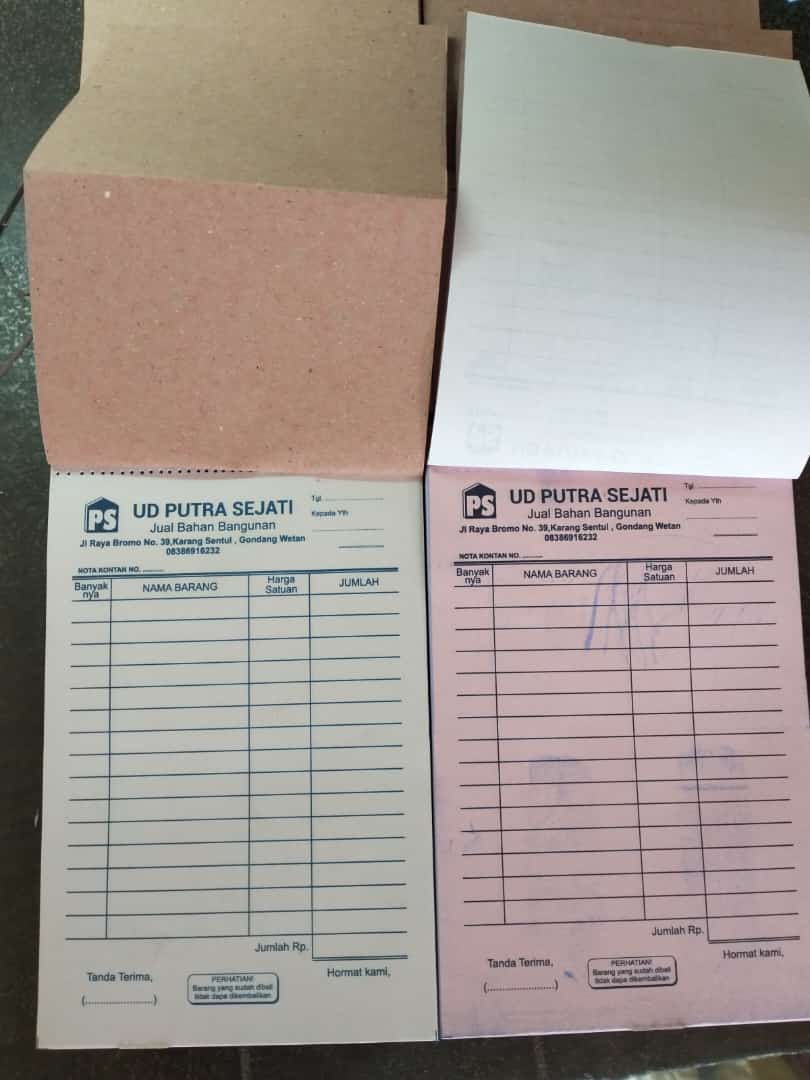 PS
UD PUTRA SEJATI
Jual Bahan Bangunan
Jl Raya Bromo No. 39,Karang Sentul , Gondang Wetan
08386916232
Tgl ....................
Kepada Yth
NOTA KONTAN NO. ........
Banyak nya NAMA BARANG Harga Satuan JUMLAH
Jumlah Rp.
Tanda Terima,
(......................)
PERHATIAN!
Barang yang sudah dibali
tidak dapa dikembalikan
Hormat kami,
PS
UD PUTRA SEJATI
Jual Bahan Bangunan
Jl Raya Bromo No. 39,Karang Sentul , Gondang Wetan
08386916232
Tgl ....................
Kepada Yth
NOTA KONTAN NO. ........
Banyak nya NAMA BARANG Harga Satuan JUMLAH
Jumlah Rp.
Tanda Terima,
(......................)
PERHATIAN!
Barang yang sudah dibali
tidak dapa dikembalikan
Hormat kami,